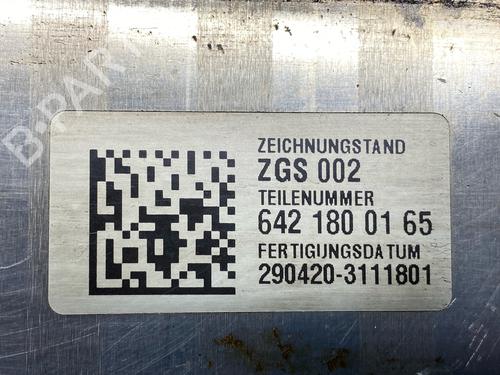 B-PARTS
ZEICHNUNGSTAND
ZGS 002
TEILENUMMER
642 180 01 65
FERTIGUNGSDATUM
290420-3111801